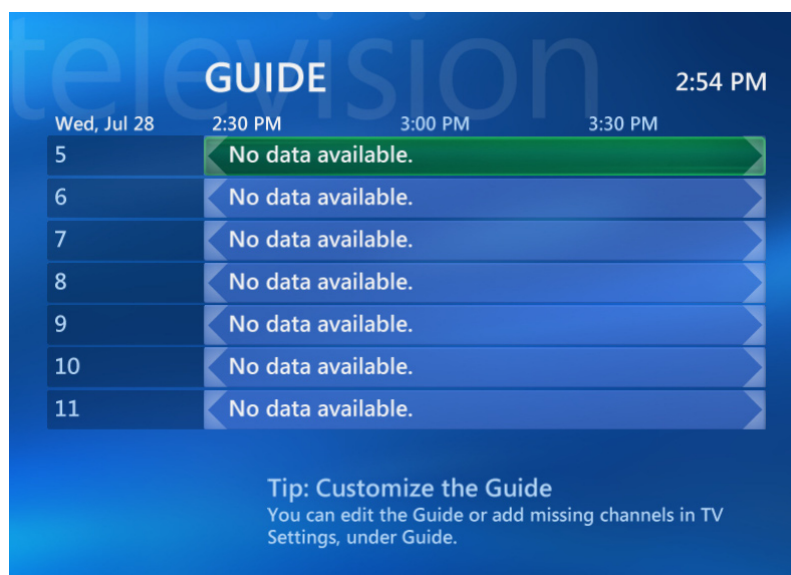 television
GUIDE
2:54 PM
Wed, Jul 28 2:30 PM 3:00 PM 3:30 PM
5 No data available.
6 No data available.
7 No data available.
8 No data available.
9 No data available.
10 No data available.
11 No data available.
Tip: Customize the Guide
You can edit the Guide or add missing channels in TV
Settings, under Guide.